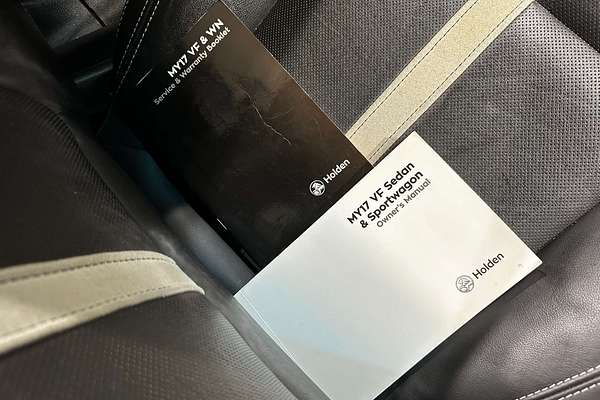 MY17 VF & WN
Service & Warranty Booklet
Holden
MY17 VF Sedan
& Sportwagon
Owner's Manual
Holden